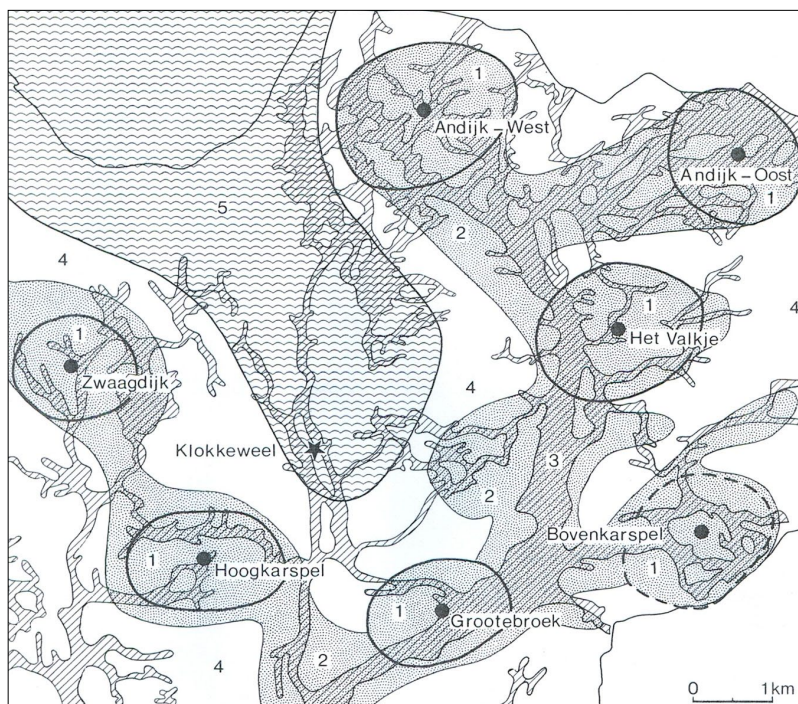 1
Andijk – West
Andijk – Oost
1
5
2
4
1
4
1
Het Valkje
Zwaagdijk
4
Klokkeweel
3
2
Bovenkarspel
1
Hoogkarspel
1
1
Grootebroek
4
2
0 1km